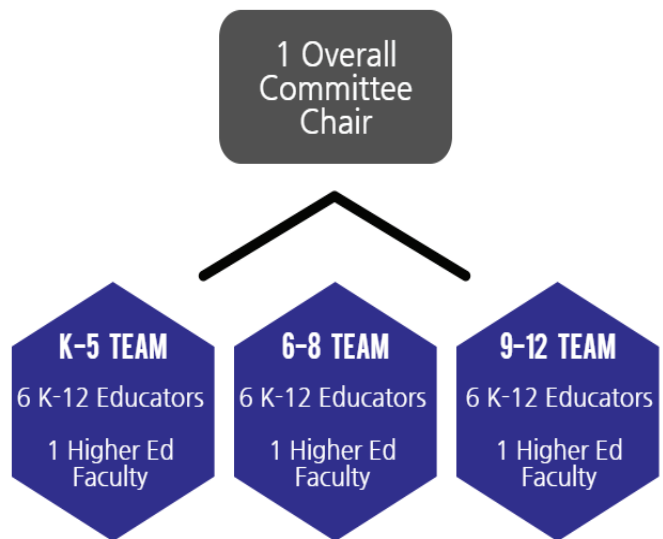 1 Overall
Committee
Chair
K-5 TEAM
6 K-12 Educators
1 Higher Ed
Faculty
6-8 TEAM
6 K-12 Educators
1 Higher Ed
Faculty
9-12 TEAM
6 K-12 Educators
1 Higher Ed
Faculty